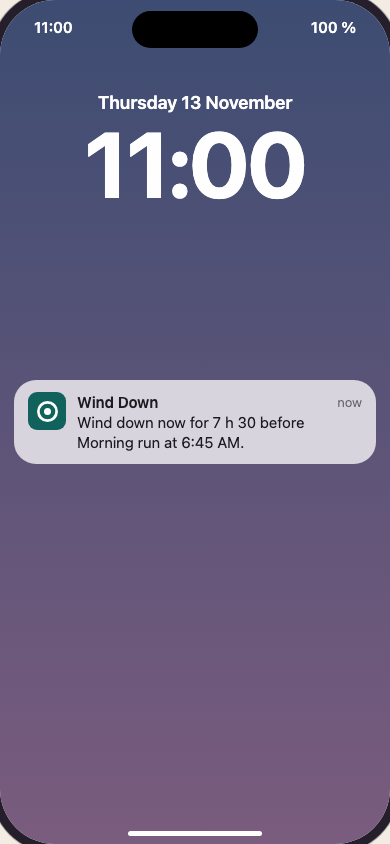 11:00
100 %
Thursday 13 November
11:00
Wind Down
now
Wind down now for 7 h 30 before
Morning run at 6:45 AM.